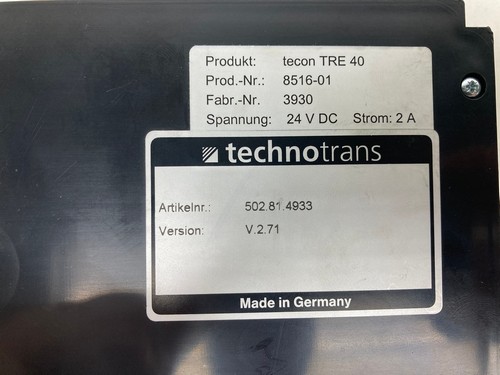 Produkt: tecon TRE 40
Prod.-Nr.: 8516-01
Fabr.-Nr. 3930
Spannung: 24 V DC Strom: 2 A
technotrans
Artikelnr.: 502.81.4933
Version: V.2.71
Made in Germany